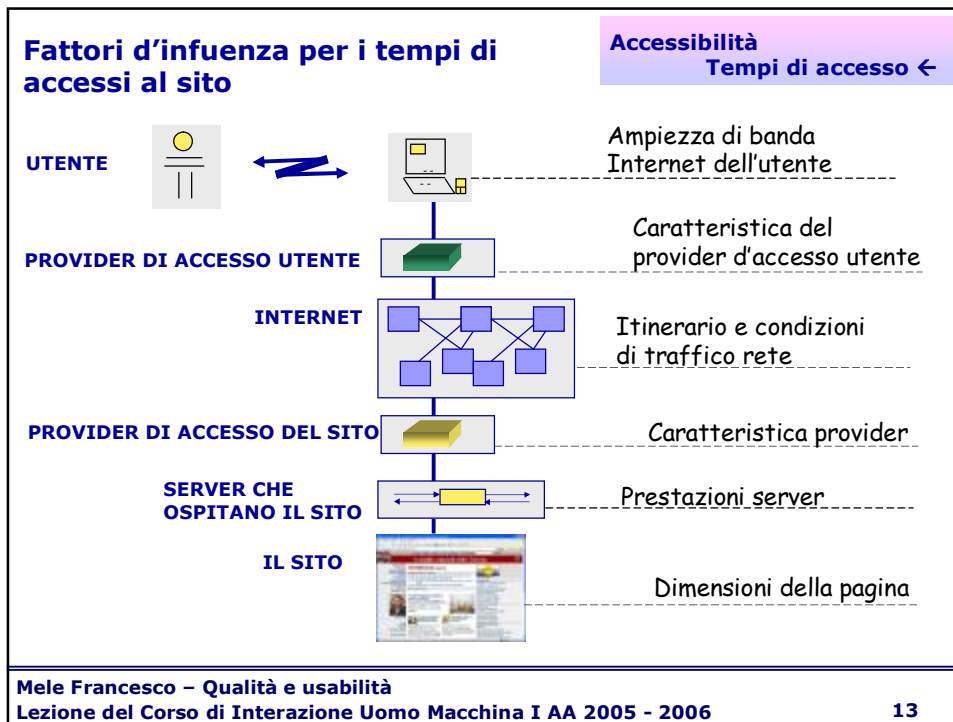 Fattori d’infuenza per i tempi di
accessi al sito
Accessibilità
Tempi di accesso ←
UTENTE
Ampiezza di banda
Internet dell’utente
PROVIDER DI ACCESSO UTENTE
Caratteristica del
provider d’accesso utente
INTERNET
Itinerario e condizioni
di traffico rete
PROVIDER DI ACCESSO DEL SITO
Caratteristica provider
SERVER CHE
OSPITANO IL SITO
Prestazioni server
IL SITO
Dimensioni della pagina
Mele Francesco – Qualità e usabilità
Lezione del Corso di Interazione Uomo Macchina I AA 2005 - 2006
13